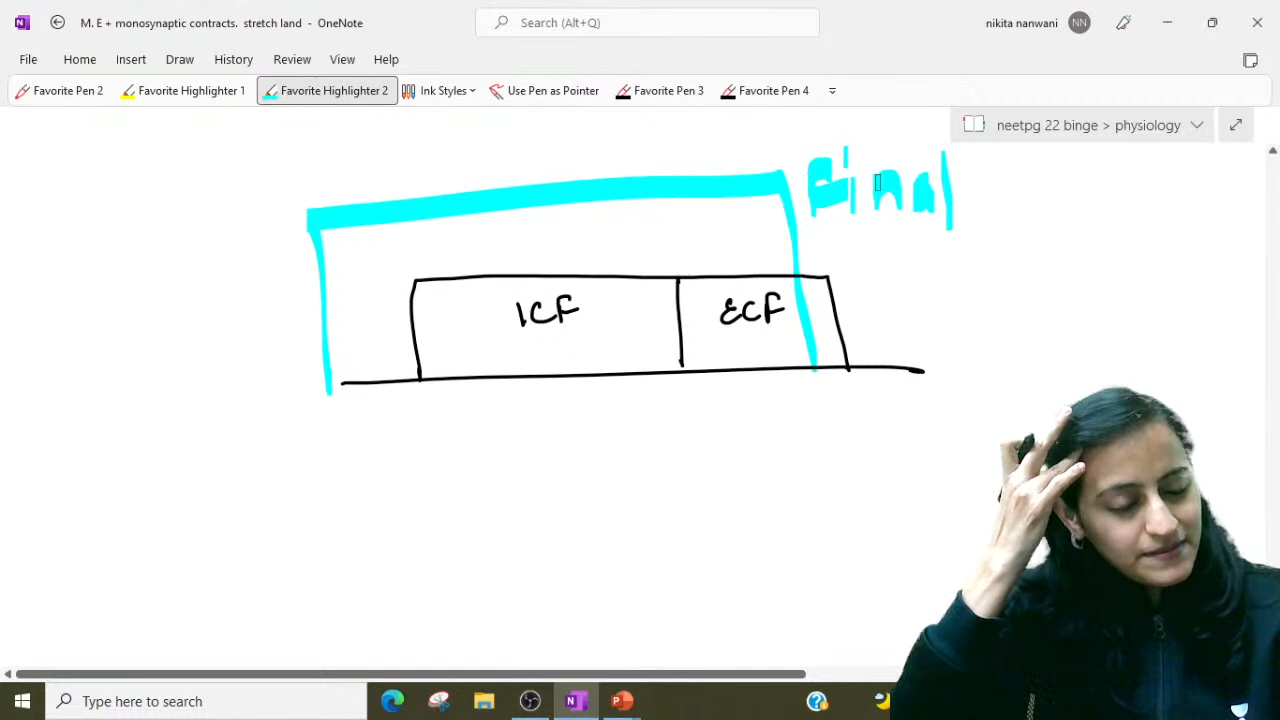 M. E + monosynaptic contracts. stretch land - OneNote
Search (Alt+Q)
nikita nanwani
NN
File Home Insert Draw History Review View Help
Favorite Pen 2 Favorite Highlighter 1 Favorite Highlighter 2 Ink Styles Use Pen as Pointer Favorite Pen 3 Favorite Pen 4
neetpg 22 binge > physiology
Final
ICF ECF
Type here to search